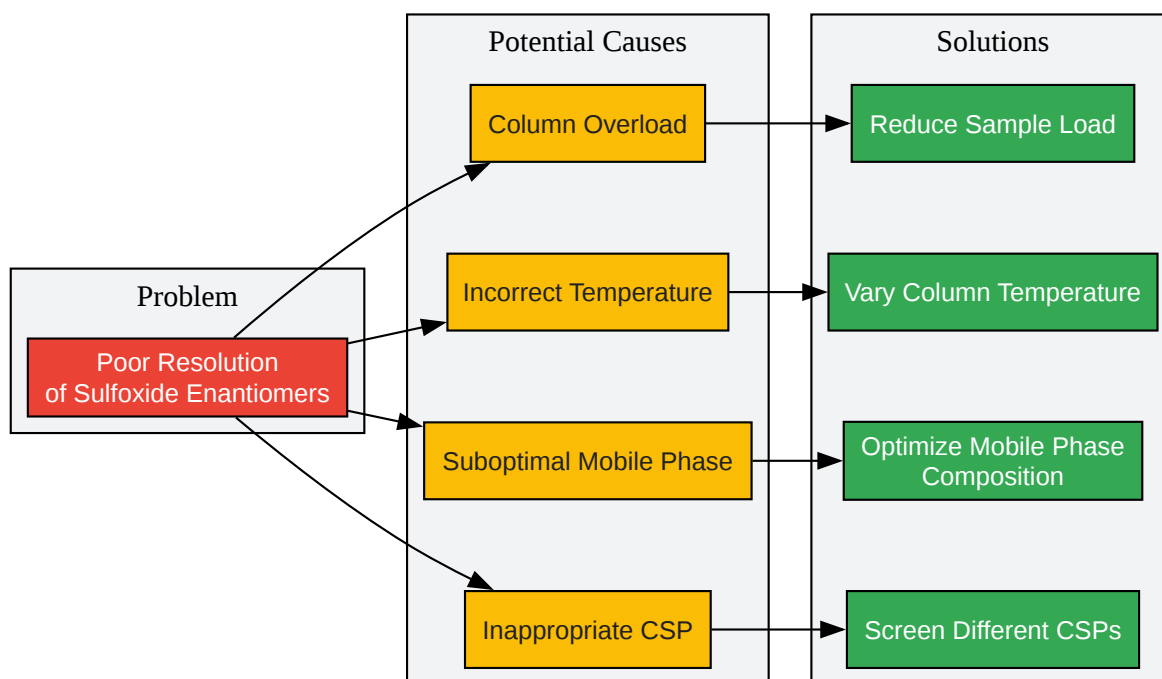 Problem
Poor Resolution
of Sulfoxide Enantiomers
Potential Causes
Column Overload
Incorrect Temperature
Suboptimal Mobile Phase
Inappropriate CSP
Solutions
Reduce Sample Load
Vary Column Temperature
Optimize Mobile Phase
Composition
Screen Different CSPs